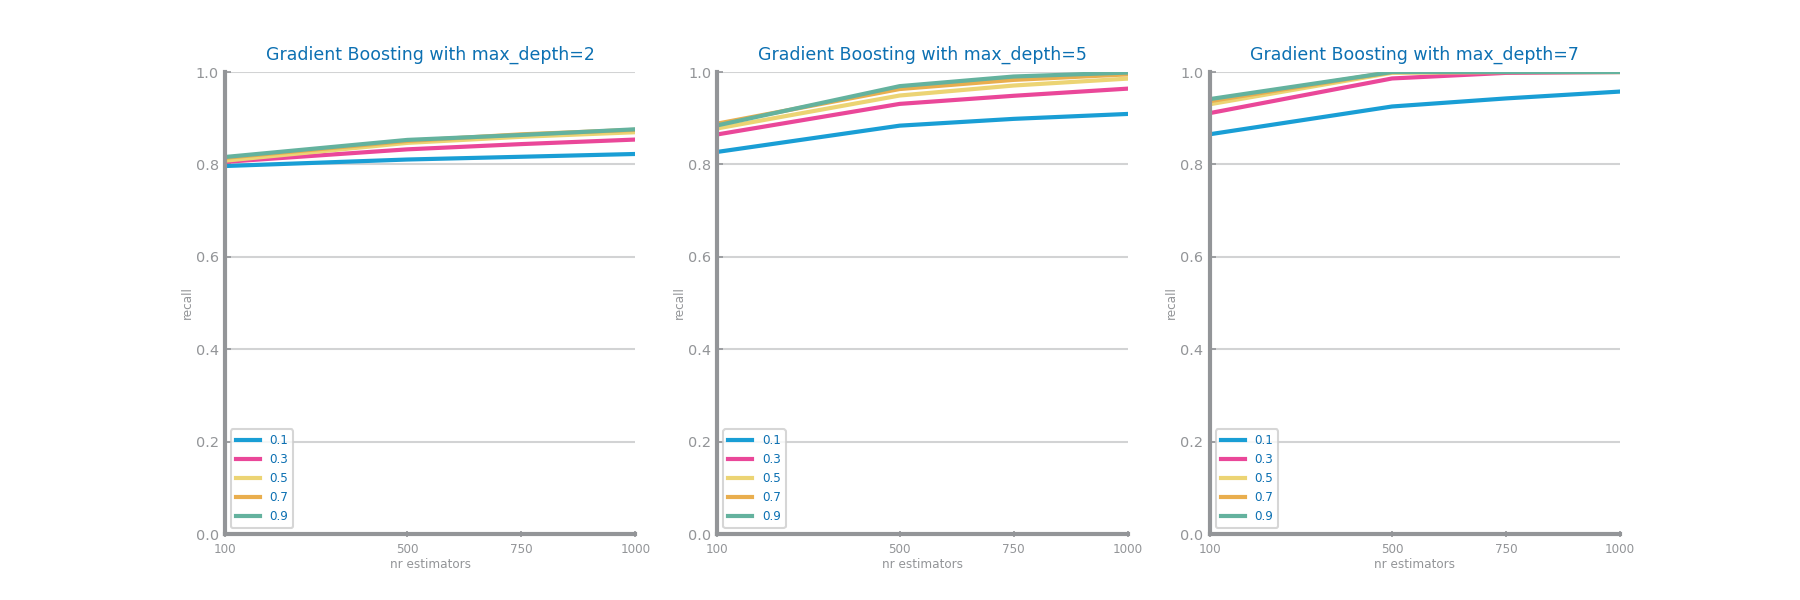 Gradient Boosting with max_depth=2
1.0
0.8
0.6
0.4
0.2
0.0
recall
0.1
0.3
0.5
0.7
0.9
100 500 750 1000
nr estimators
Gradient Boosting with max_depth=5
1.0
0.8
0.6
0.4
0.2
0.0
recall
0.1
0.3
0.5
0.7
0.9
100 500 750 1000
nr estimators
Gradient Boosting with max_depth=7
1.0
0.8
0.6
0.4
0.2
0.0
recall
0.1
0.3
0.5
0.7
0.9
100 500 750 1000
nr estimators